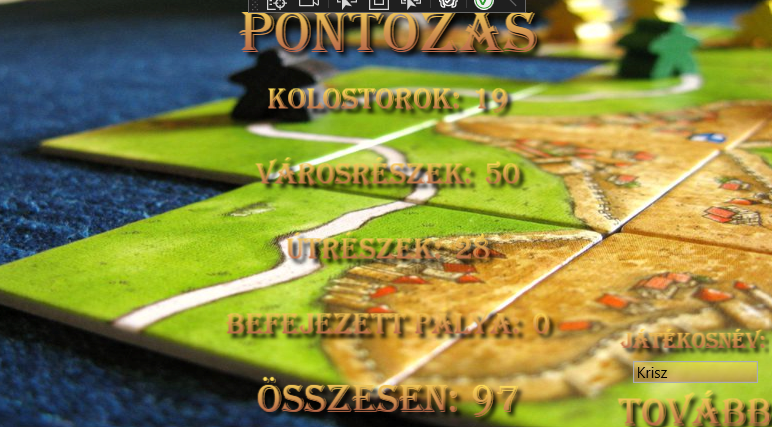 PONTOZÁS
KOLOSTOROK: 19
VÁROSRÉSZEK: 50
ÚTRÉSZEK: 28
BEFEJEZETT PÁLYA: 0
JÁTÉKOSNÉV:
Krisz
ÖSSZESEN: 97
TOVÁBB